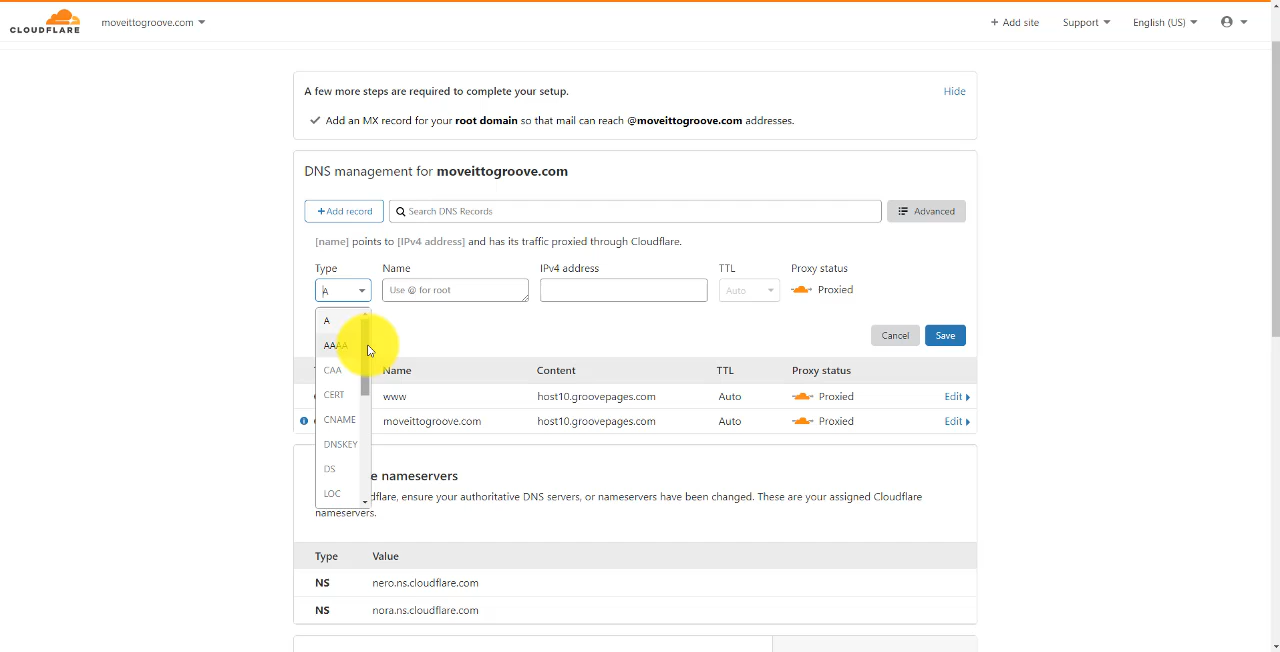 CLOUDFLARE
moveittogroove.com
+ Add site
Support
English (US)
A few more steps are required to complete your setup.
Hide
Add an MX record for your root domain so that mail can reach @moveittogroove.com addresses.
DNS management for moveittogroove.com
+Add record
Search DNS Records
Advanced
[name] points to [IPv4 address] and has its traffic proxied through Cloudflare.
Type
Name
IPv4 address
TTL
Proxy status
A
Use @ for root
Auto
Proxied
A
AAAA
CAA
CERT
CNAME
DNSKEY
DS
LOC
Cancel
Save
Name
Content
TTL
Proxy status
www
host10.groovepages.com
Auto
Proxied
Edit
moveittogroove.com
host10.groovepages.com
Auto
Proxied
Edit
nameservers
ensure your authoritative DNS servers, or nameservers have been changed. These are your assigned Cloudflare
nameservers.
Type
Value
NS
nero.ns.cloudflare.com
NS
nora.ns.cloudflare.com